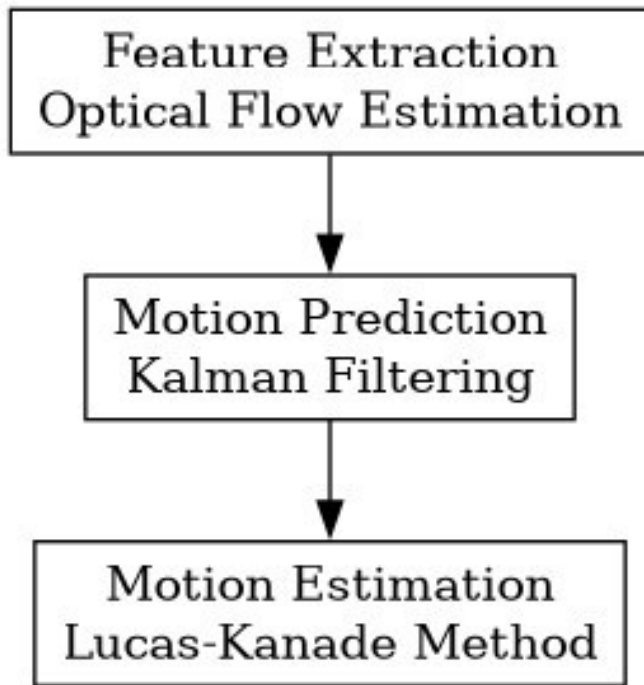 Feature Extraction
Optical Flow Estimation
Motion Prediction
Kalman Filtering
Motion Estimation
Lucas-Kanade Method